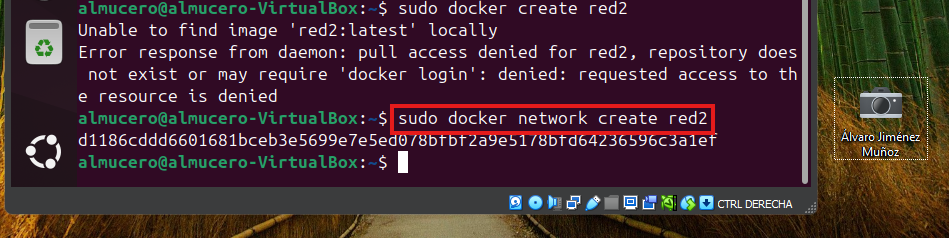 almucero@almucero-VirtualBox:~$ sudo docker create red2
Unable to find image 'red2:latest' locally
Error response from daemon: pull access denied for red2, repository does
 not exist or may require 'docker login': denied: requested access to th
e resource is denied
almucero@almucero-VirtualBox:~$ sudo docker network create red2
d1186cddd6601681bceb3e5699e7e5ed078bfbf2a9e5178bfd64236596c3a1ef
almucero@almucero-VirtualBox:~$
Álvaro Jiménez
Muñoz
CTRL DERECHA